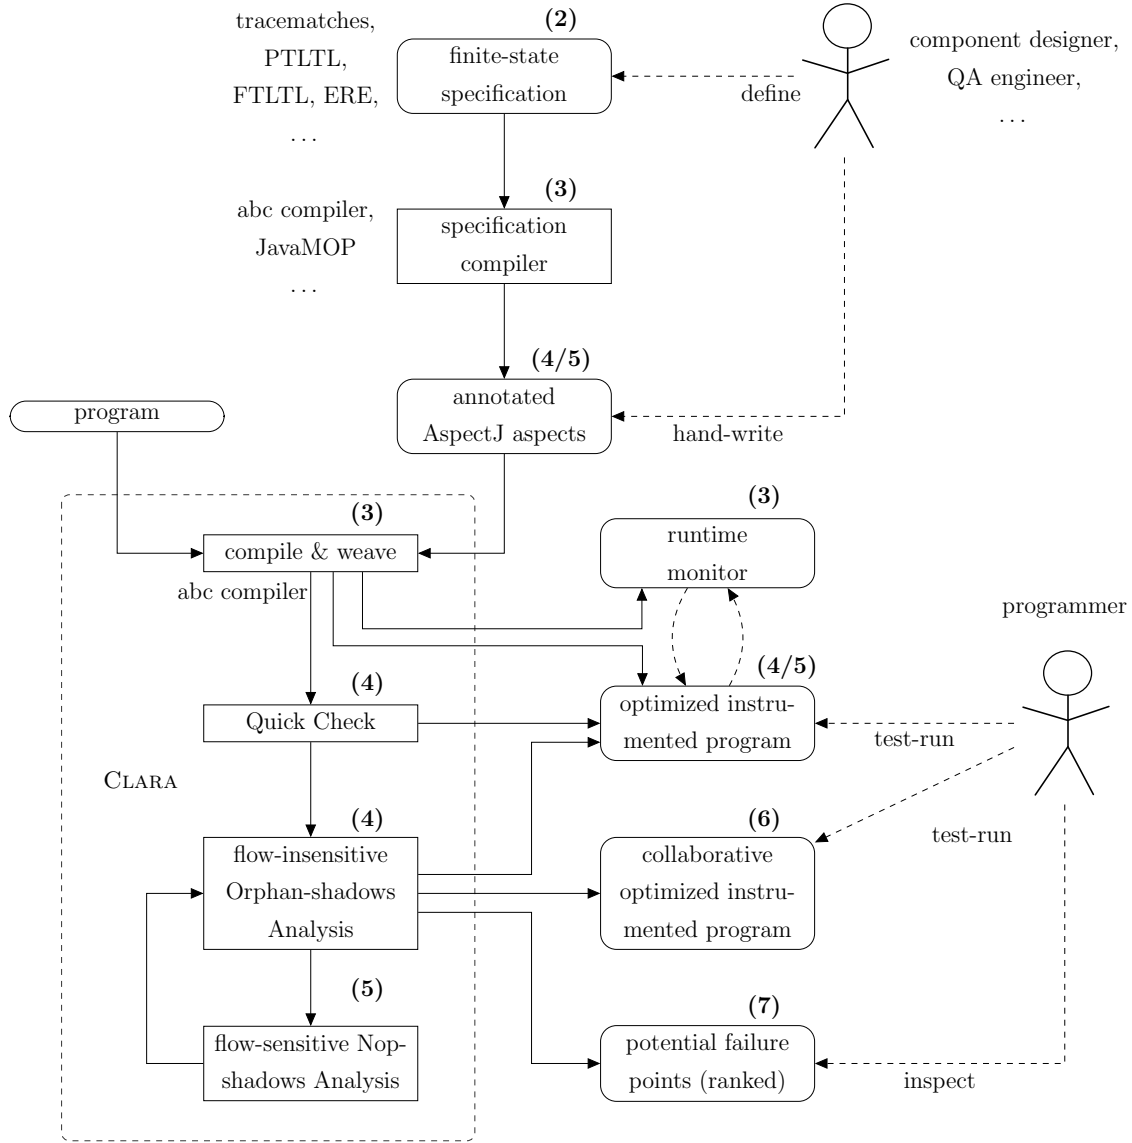 tracematches,
PTLTL,
FTLTL, ERE,
. . .
(2)
finite-state
specification
define
component designer,
QA engineer,
. . .
abc compiler,
JavaMOP
. . .
(3)
specification
compiler
(4/5)
annotated
AspectJ aspects
hand-write
program
(3)
compile & weave
abc compiler
(3)
runtime
monitor
programmer
(4)
Quick Check
(4/5)
optimized instru-
mented program
test-run
CLARA
(4)
flow-insensitive
Orphan-shadows
Analysis
(6)
collaborative
optimized instru-
mented program
test-run
(5)
flow-sensitive Nop-
shadows Analysis
(7)
potential failure
points (ranked)
inspect